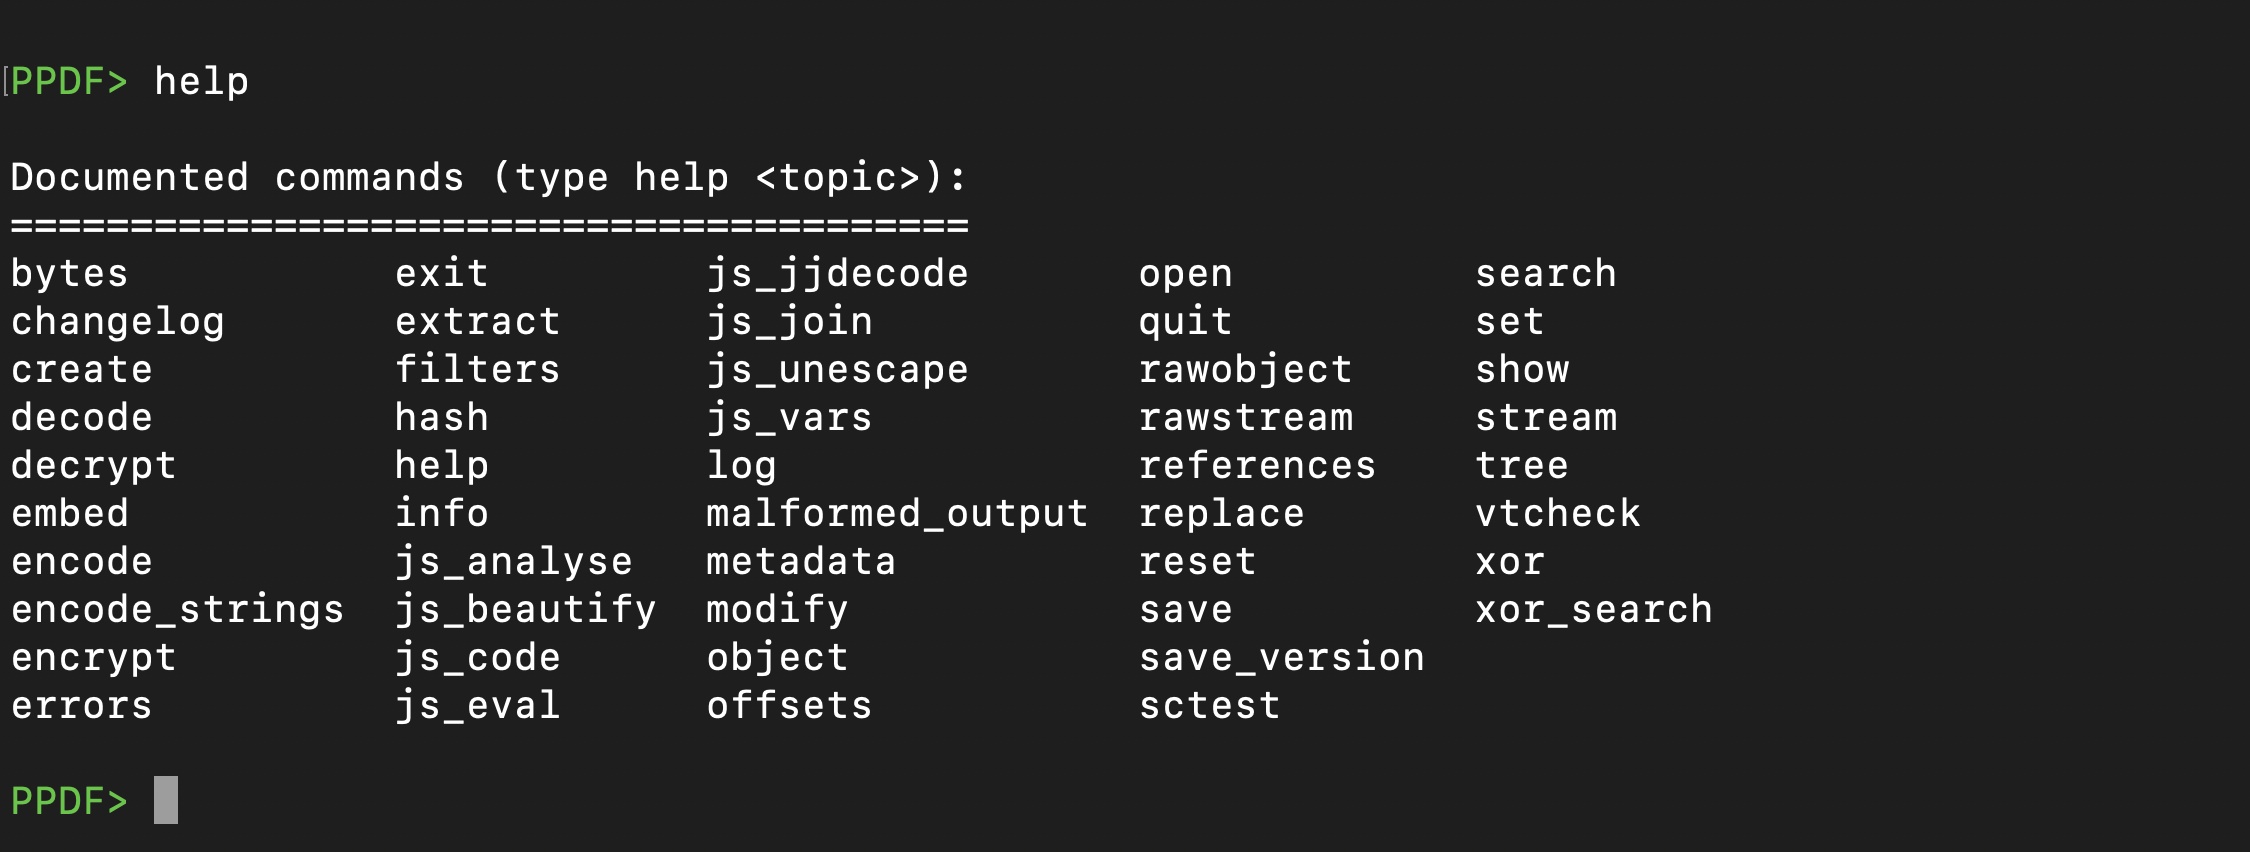 [PPDF> help
Documented commands (type help <topic>):
========================================
bytes           exit         js_jjdecode       open          search
changelog       extract      js_join           quit          set
create          filters      js_unescape       rawobject     show
decode          hash         js_vars           rawstream     stream
decrypt         help         log               references    tree
embed           info         malformed_output  replace       vtcheck
encode          js_analyse   metadata          reset         xor
encode_strings  js_beautify  modify            save          xor_search
encrypt         js_code      object            save_version
errors          js_eval      offsets           sctest
PPDF>